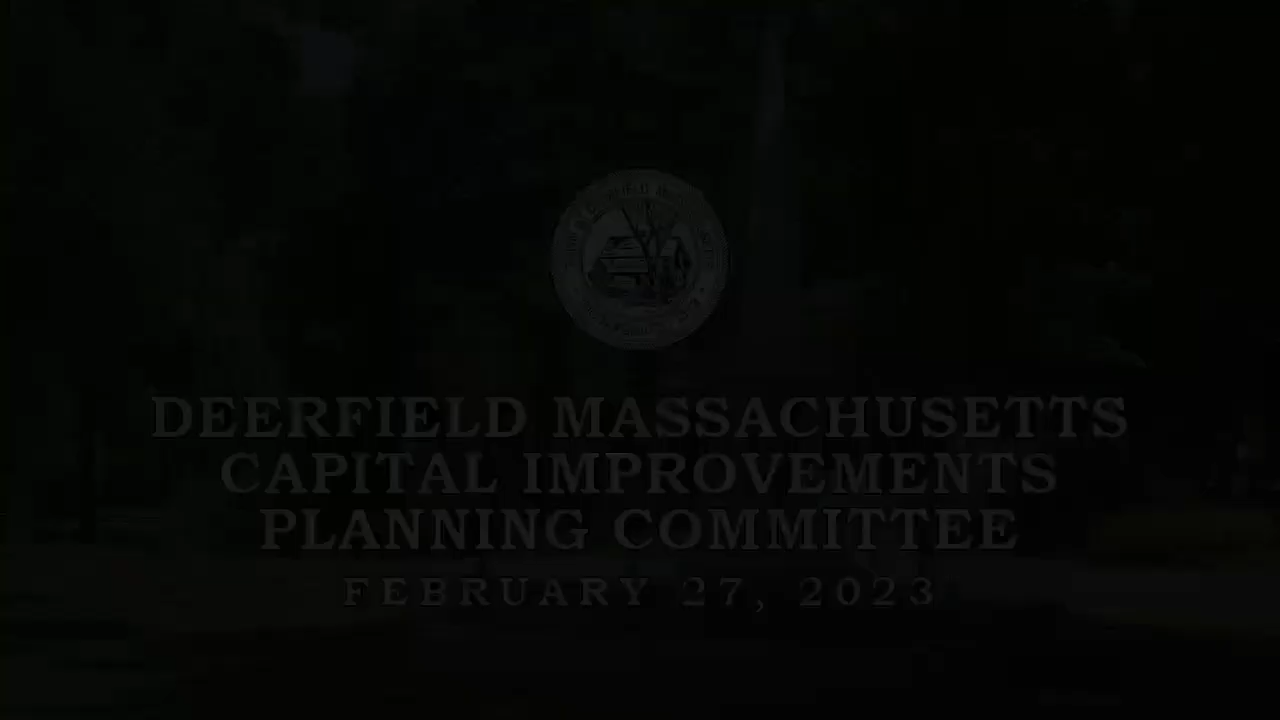 DEERFIELD MASSACHUSETTS
CAPITAL IMPROVEMENTS
PLANNING COMMITTEE
FEBRUARY 27, 2023